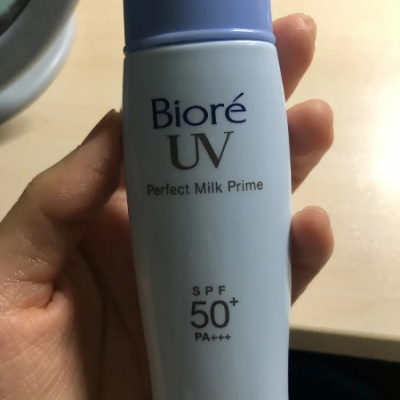 Bioré
UV
Perfect Milk Prime
SPF
50+
PA+++